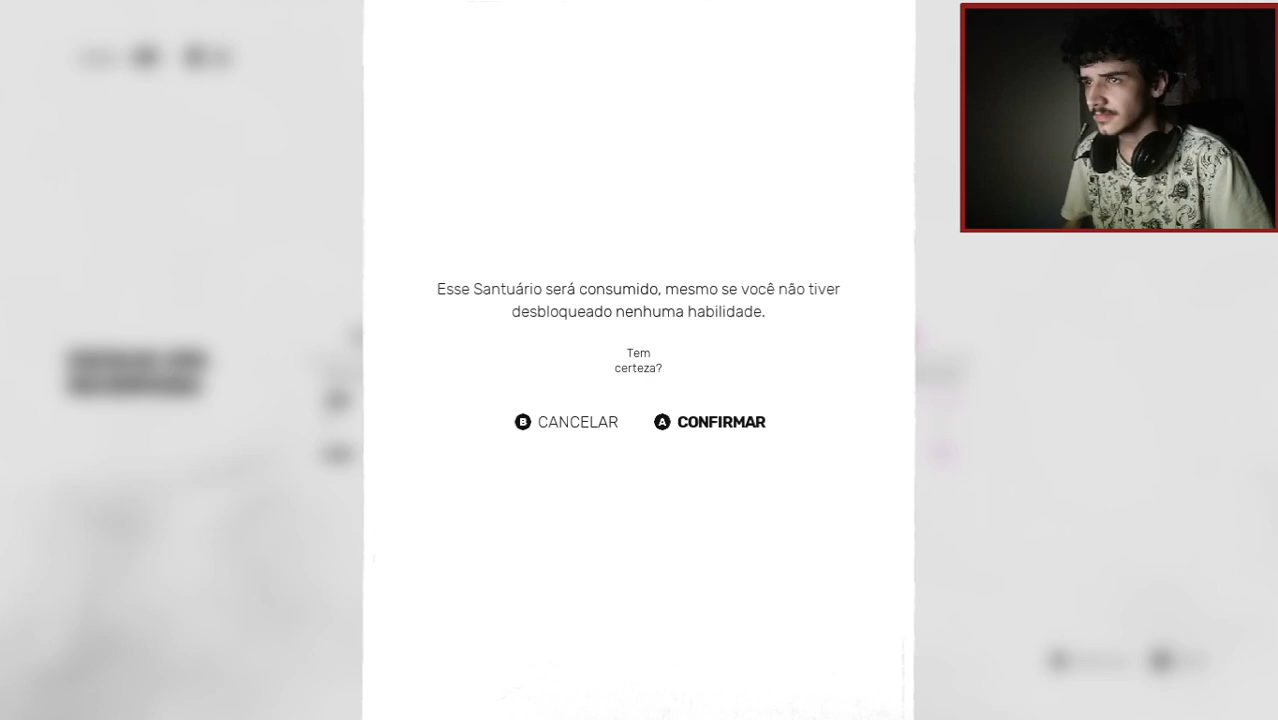 Esse Santuário será consumido, mesmo se você não tiver
desbloqueado nenhuma habilidade.
Tem
certeza?
B CANCELAR A CONFIRMAR